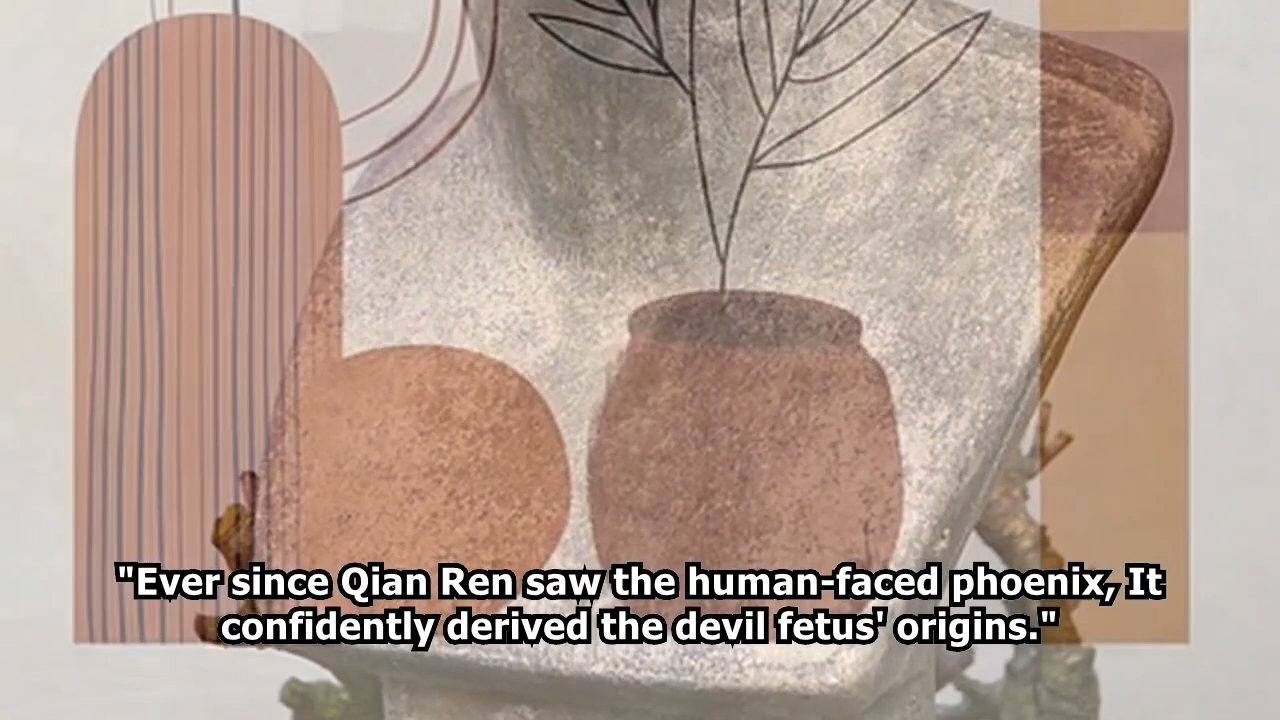 "Ever since Qian Ren saw the human-faced phoenix, It
confidently derived the devil fetus' origins."